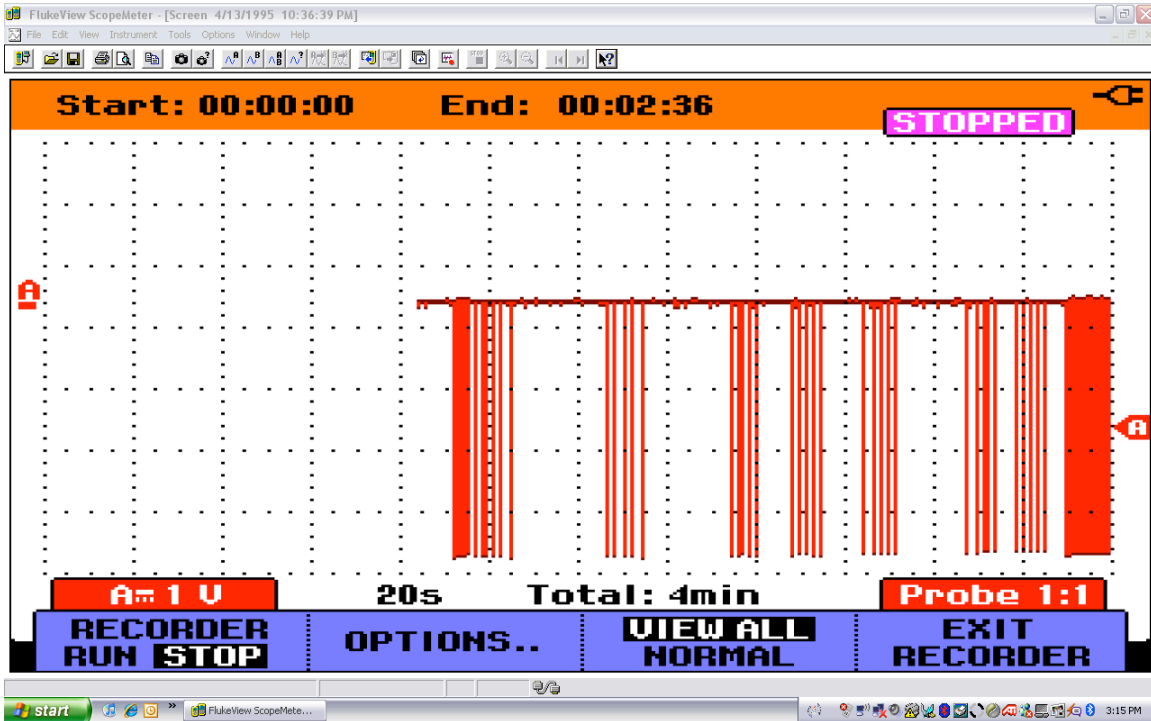 FlukeView ScopeMeter - [Screen 4/13/1995 10:36:39 PM]
File Edit View Instrument Tools Options Window Help
Start: 00:00:00 End: 00:02:36
STOPPED
A
A
A 1 V 20s Total: 4min Probe 1:1
RECORDER
RUN STOP
OPTIONS..
VIEW ALL
NORMAL
EXIT
RECORDER
start
FlukeView ScopeMete...
3:15 PM